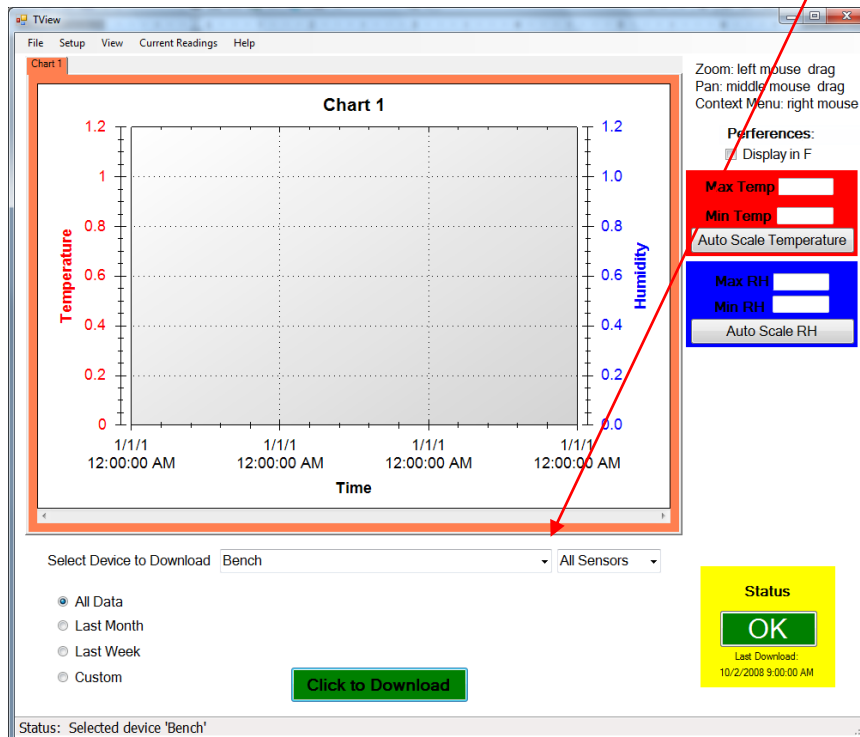 TView
File Setup View Current Readings Help
Chart 1
Zoom: left mouse drag
Pan: middle mouse drag
Context Menu: right mouse
Perferences:
Display in F
Max Temp
Min Temp
Auto Scale Temperature
Max RH
Min RH
Auto Scale RH
Chart 1
1.2
1
0.8
0.6
0.4
0.2
0
Temperature
1.2
1.0
0.8
0.6
0.4
0.2
0.0
Humidity
1/1/1 1/1/1 1/1/1 1/1/1
12:00:00 AM 12:00:00 AM 12:00:00 AM 12:00:00 AM
Time
Select Device to Download Bench All Sensors
All Data
Last Month
Last Week
Custom
Click to Download
Status
OK
Last Download:
10/2/2008 9:00:00 AM
Status: Selected device 'Bench'